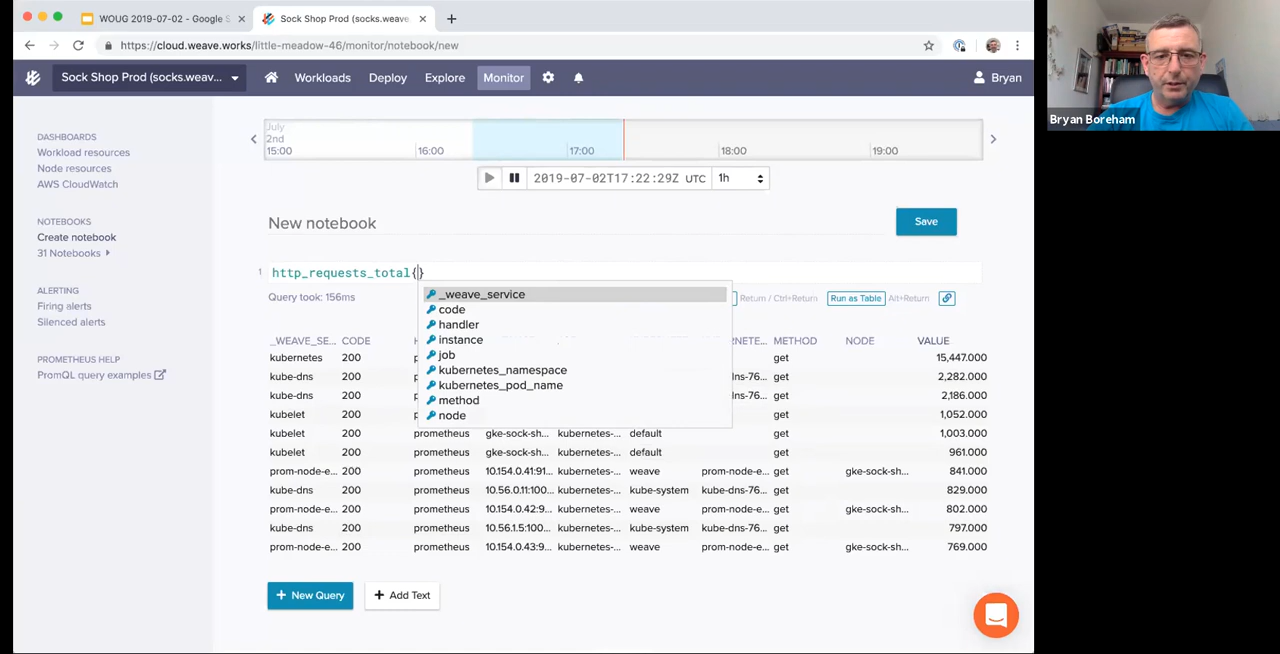 WOUG 2019-07-02 - Google S
Sock Shop Prod (socks.weave.
https://cloud.weave.works/little-meadow-46/monitor/notebook/new
Sock Shop Prod (socks.weav...
Workloads
Deploy
Explore
Monitor
Bryan
Bryan Boreham
DASHBOARDS
Workload resources
Node resources
AWS CloudWatch
NOTEBOOKS
Create notebook
31 Notebooks
ALERTING
Firing alerts
Silenced alerts
PROMETHEUS HELP
PromQL query examples
July
2nd
15:00 16:00 17:00 18:00 19:00
2019-07-02T17:22:29Z UTC 1h
New notebook
Save
1 http_requests_total{}
Query took: 156ms
Return / Ctrl+Return Run as Table Alt+Return
_weave_service
code
handler
instance
job
kubernetes_namespace
kubernetes_pod_name
method
node
_WEAVE_SE... CODE METHOD NODE VALUE
kubernetes 200 get 15,447.000
kube-dns 200 get 2,282.000
kube-dns 200 get 2,186.000
kubelet 200 get 1,052.000
kubelet 200 prometheus gke-sock-sh... kubernetes-... default get 1,003.000
kubelet 200 prometheus gke-sock-sh... kubernetes-... default get 961.000
prom-node-e... 200 prometheus 10.154.0.41:91... kubernetes-... weave prom-node-e... get gke-sock-sh... 841.000
kube-dns 200 prometheus 10.56.0.11:100... kubernetes-... kube-system kube-dns-76... get 829.000
prom-node-e... 200 prometheus 10.154.0.42:9... kubernetes-... weave prom-node-e... get gke-sock-sh... 802.000
kube-dns 200 prometheus 10.56.1.5:100... kubernetes-... kube-system kube-dns-76... get 797.000
prom-node-e... 200 prometheus 10.154.0.43:9... kubernetes-... weave prom-node-e... get gke-sock-sh... 769.000
+ New Query
+ Add Text